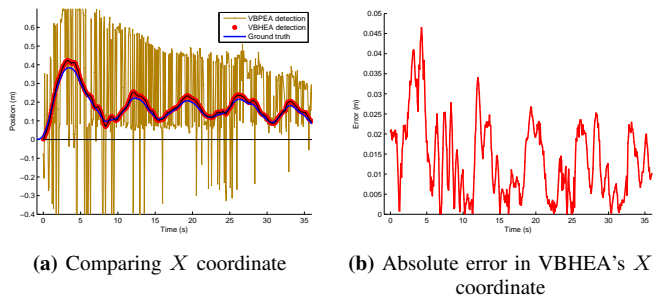 VBPEA detection
VBHEA detection
Ground truth
0.7
0.6
0.5
0.4
0.3
0.2
0.1
0
0.1
0.2
0.3
0.4
Position (m)
0 5 10 15 20 25 30 35
Time (s)
(a) Comparing X coordinate
0.05
0.045
0.04
0.035
0.03
0.025
0.02
0.015
0.01
0.005
0
Error (m)
0 5 10 15 20 25 30 35
Time (s)
(b) Absolute error in VBHEA's X
coordinate